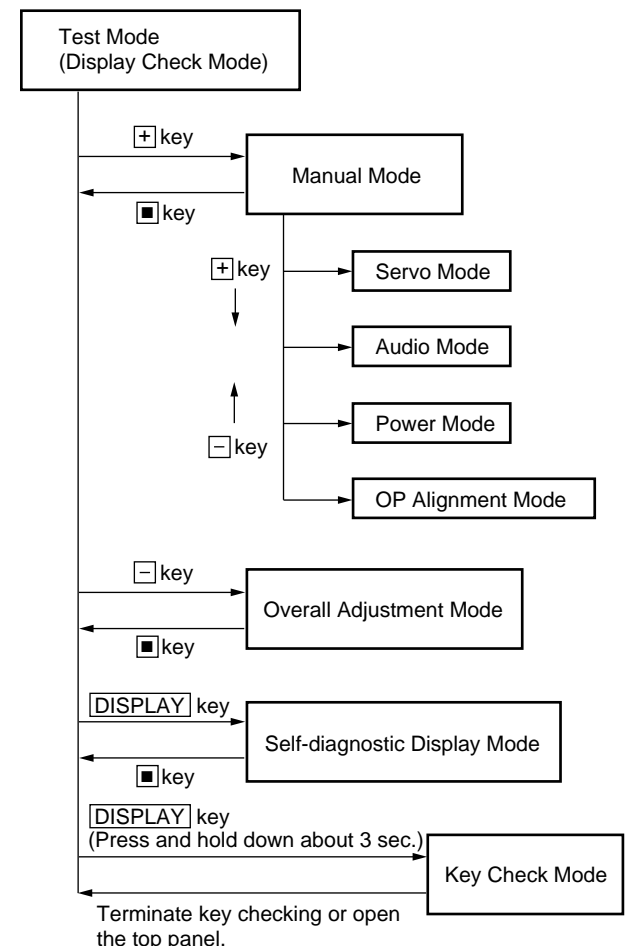 Test Mode
(Display Check Mode)
+ key
Manual Mode
■ key
+ key
Servo Mode
Audio Mode
Power Mode
− key
OP Alignment Mode
− key
Overall Adjustment Mode
■ key
DISPLAY key
Self-diagnostic Display Mode
■ key
DISPLAY key
(Press and hold down about 3 sec.)
Key Check Mode
Terminate key checking or open
the top panel.